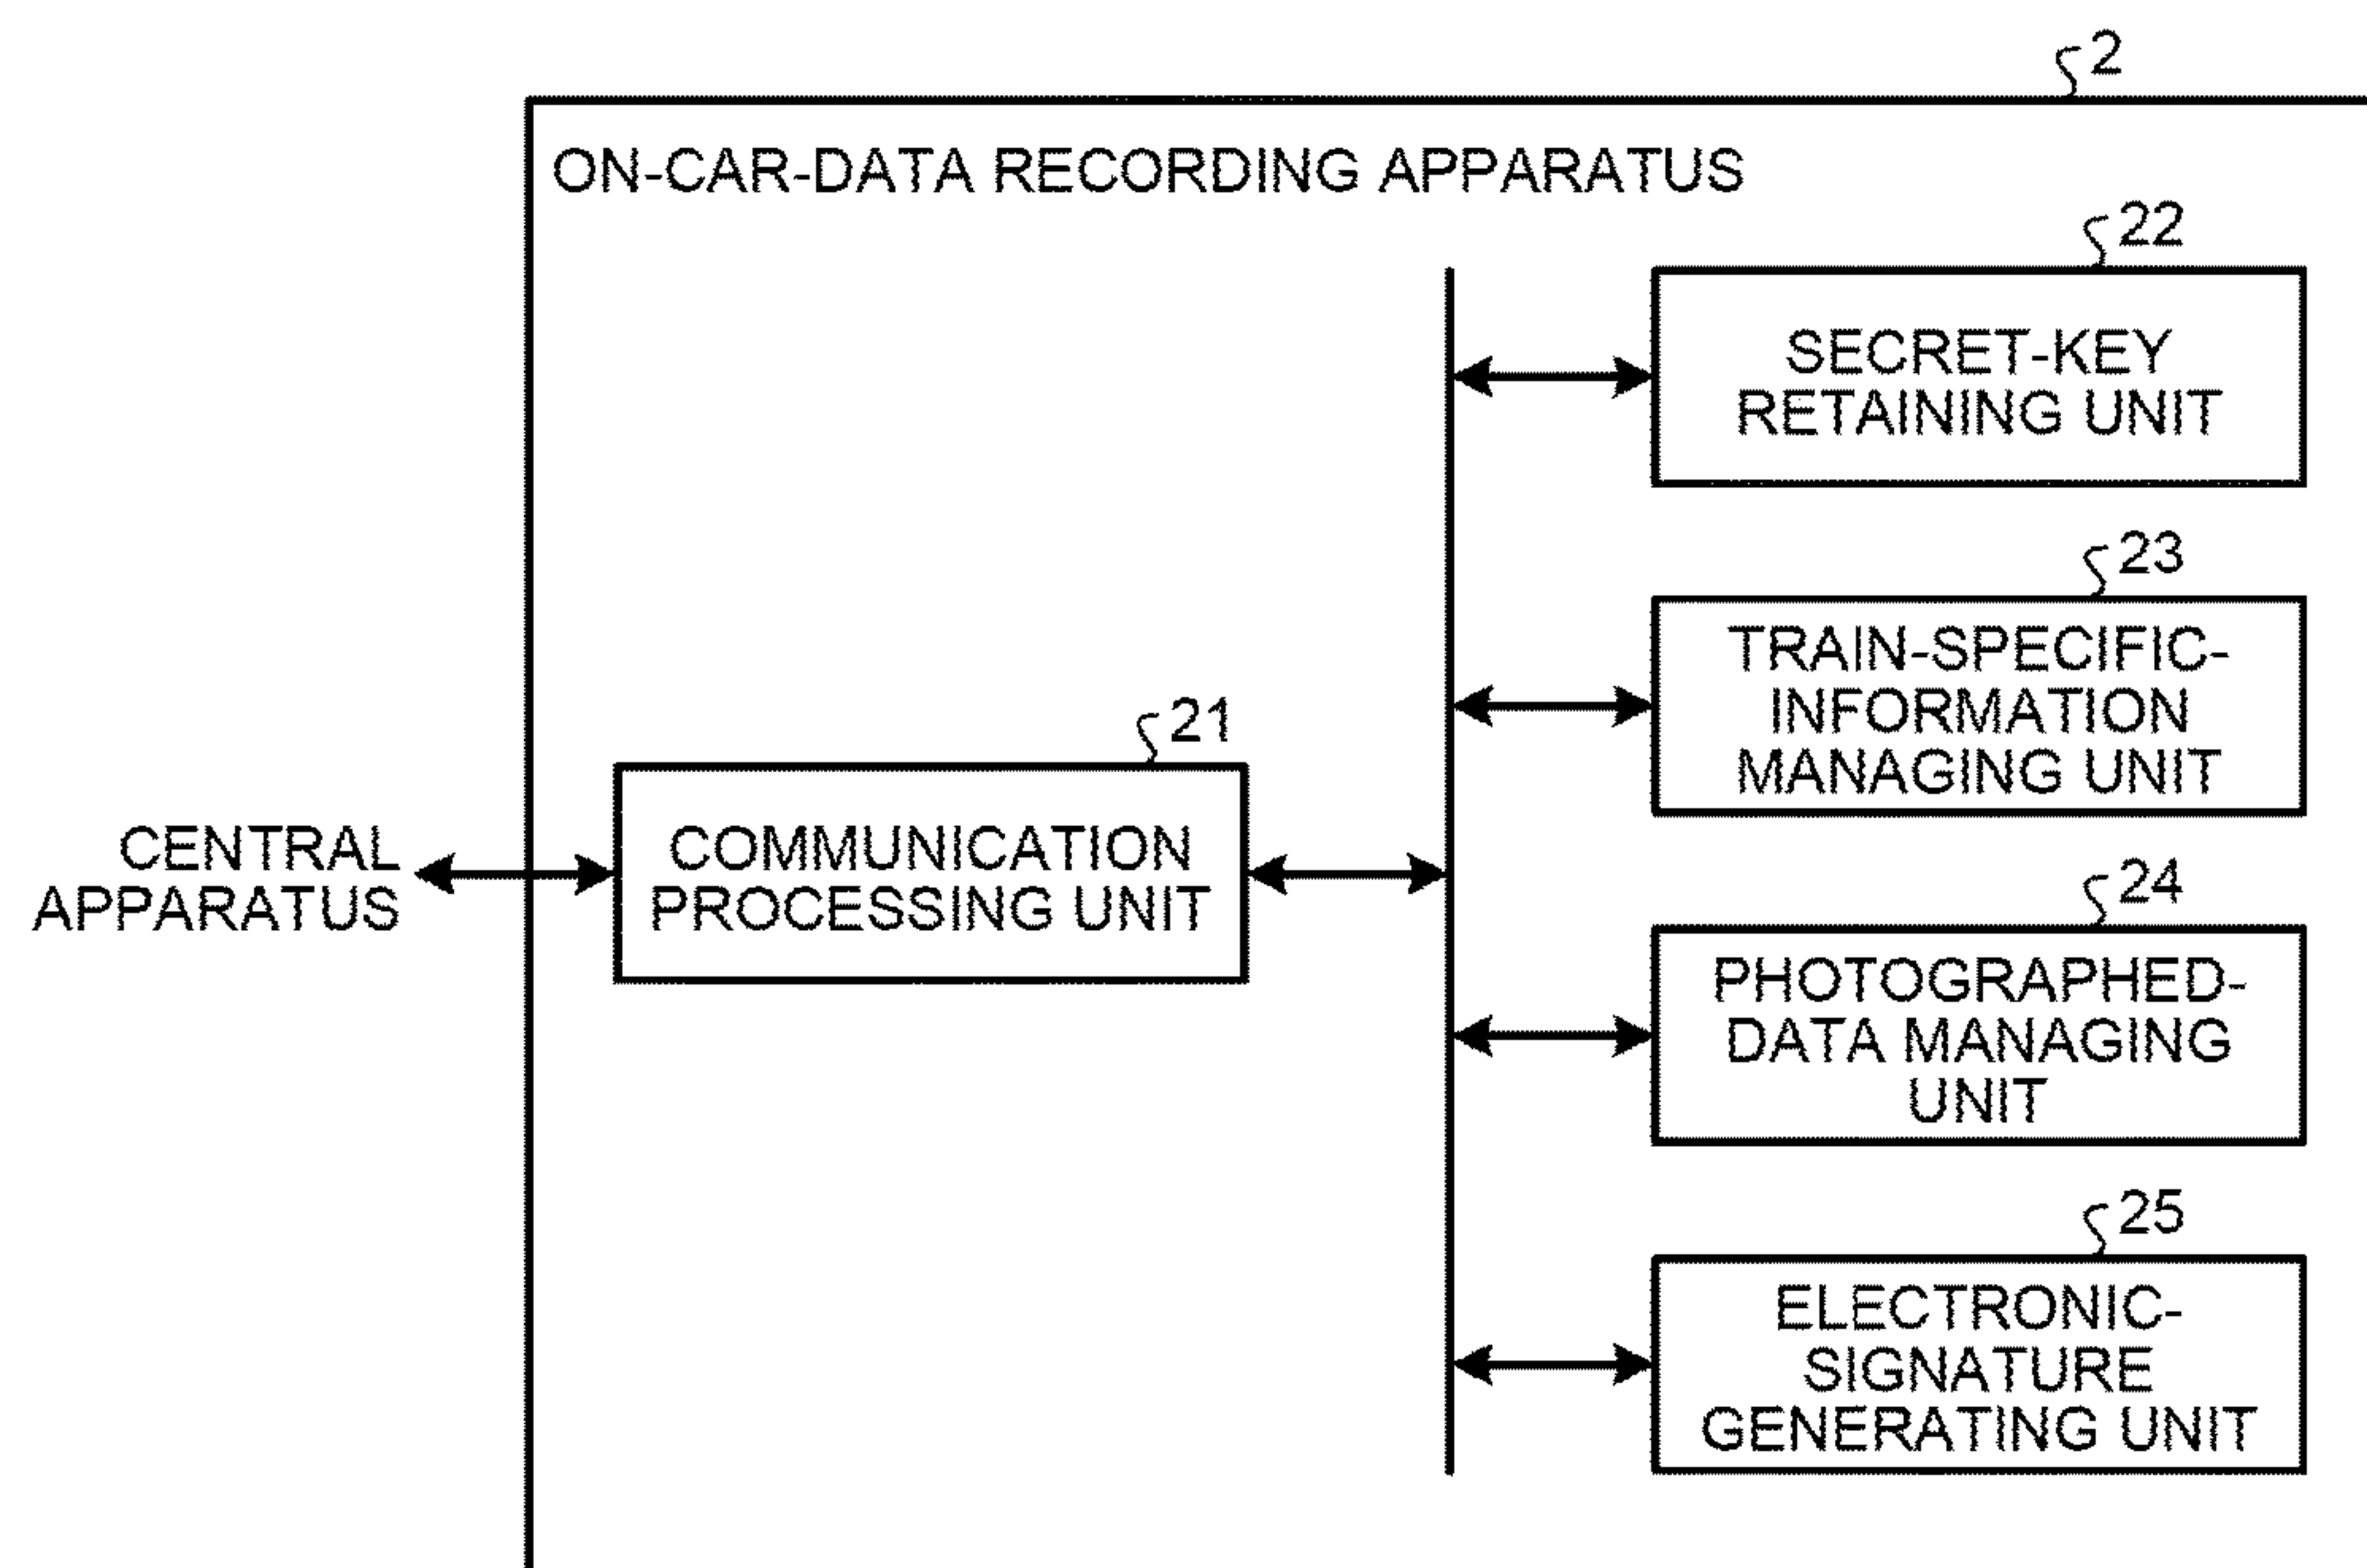 2
ON-CAR-DATA RECORDING APPARATUS
22
SECRET-KEY
RETAINING UNIT
23
TRAIN-SPECIFIC-
INFORMATION
MANAGING UNIT
21
COMMUNICATION
PROCESSING UNIT
CENTRAL
APPARATUS
24
PHOTOGRAPHED-
DATA MANAGING
UNIT
25
ELECTRONIC-
SIGNATURE
GENERATING UNIT